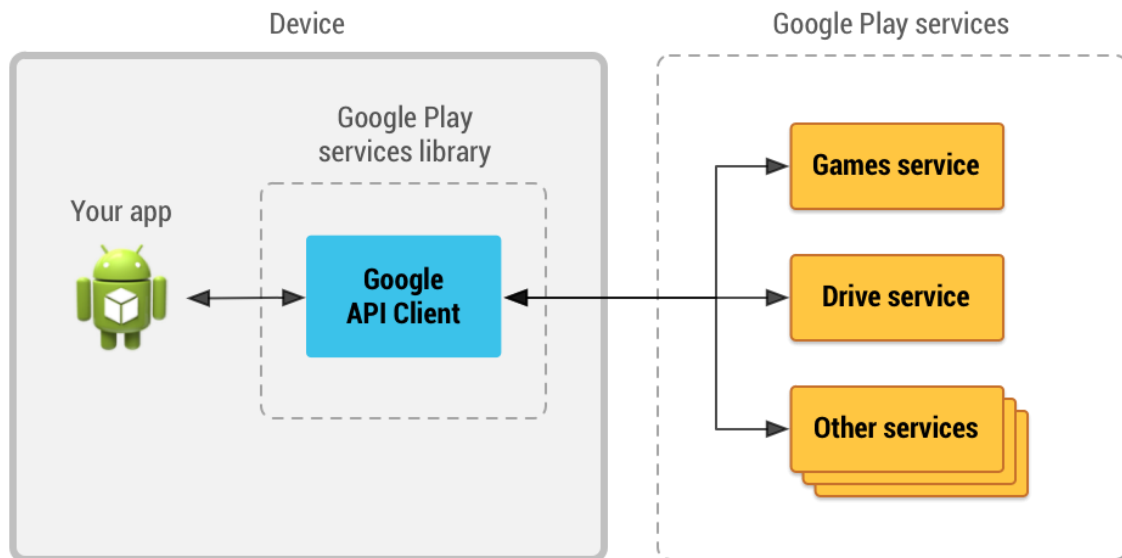 Device
Google Play services
Google Play
services library
Your app
Google
API Client
Games service
Drive service
Other services